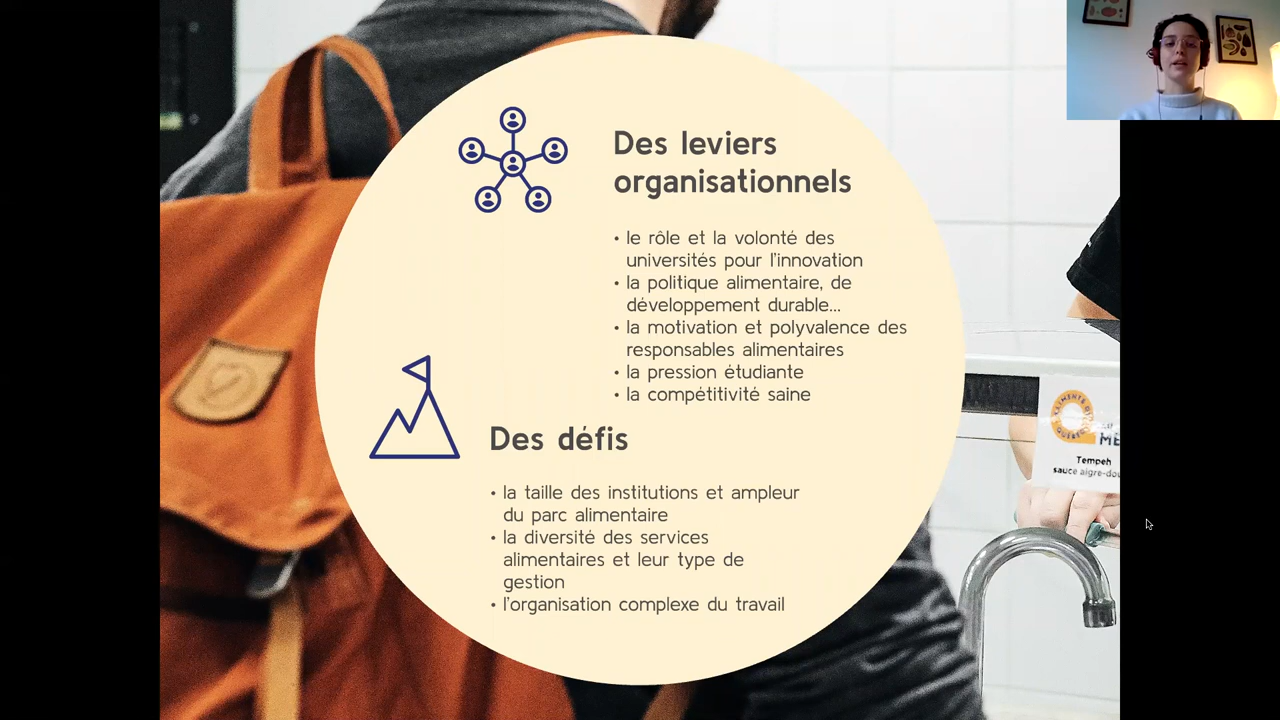 Des leviers
organisationnels
• le rôle et la volonté des
universités pour l'innovation
• la politique alimentaire, de
développement durable...
• la motivation et polyvalence des
responsables alimentaires
• la pression étudiante
• la compétitivité saine
Des défis
• la taille des institutions et ampleur
du parc alimentaire
• la diversité des services
alimentaires et leur type de
gestion
• l'organisation complexe du travail
ALIMENTS DU
QUÉBEC
Tempeh